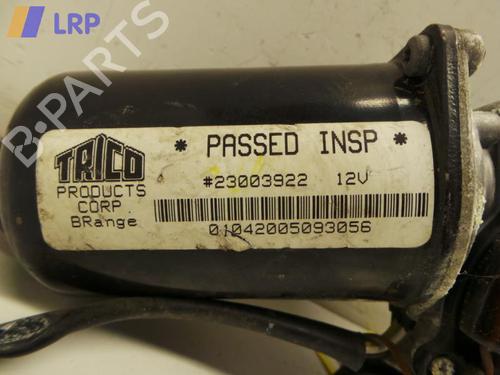 LRP
B-PARTS
TRICO
PRODUCTS
CORP
BRange
* PASSED INSP *
#23003922 12V
01042005093056